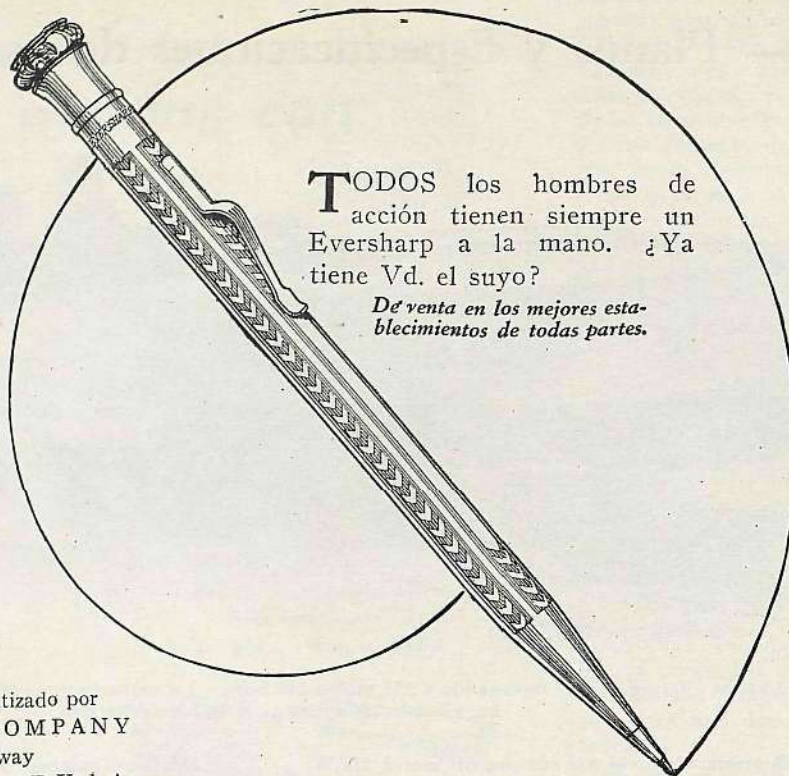 EVERSHARP
TODOS los hombres de
acción tienen siempre un
Eversharp a la mano. ¿Ya
tiene Vd. el suyo?
De venta en los mejores esta-
blecimientos de todas partes.
tizado por
OMPANY
way